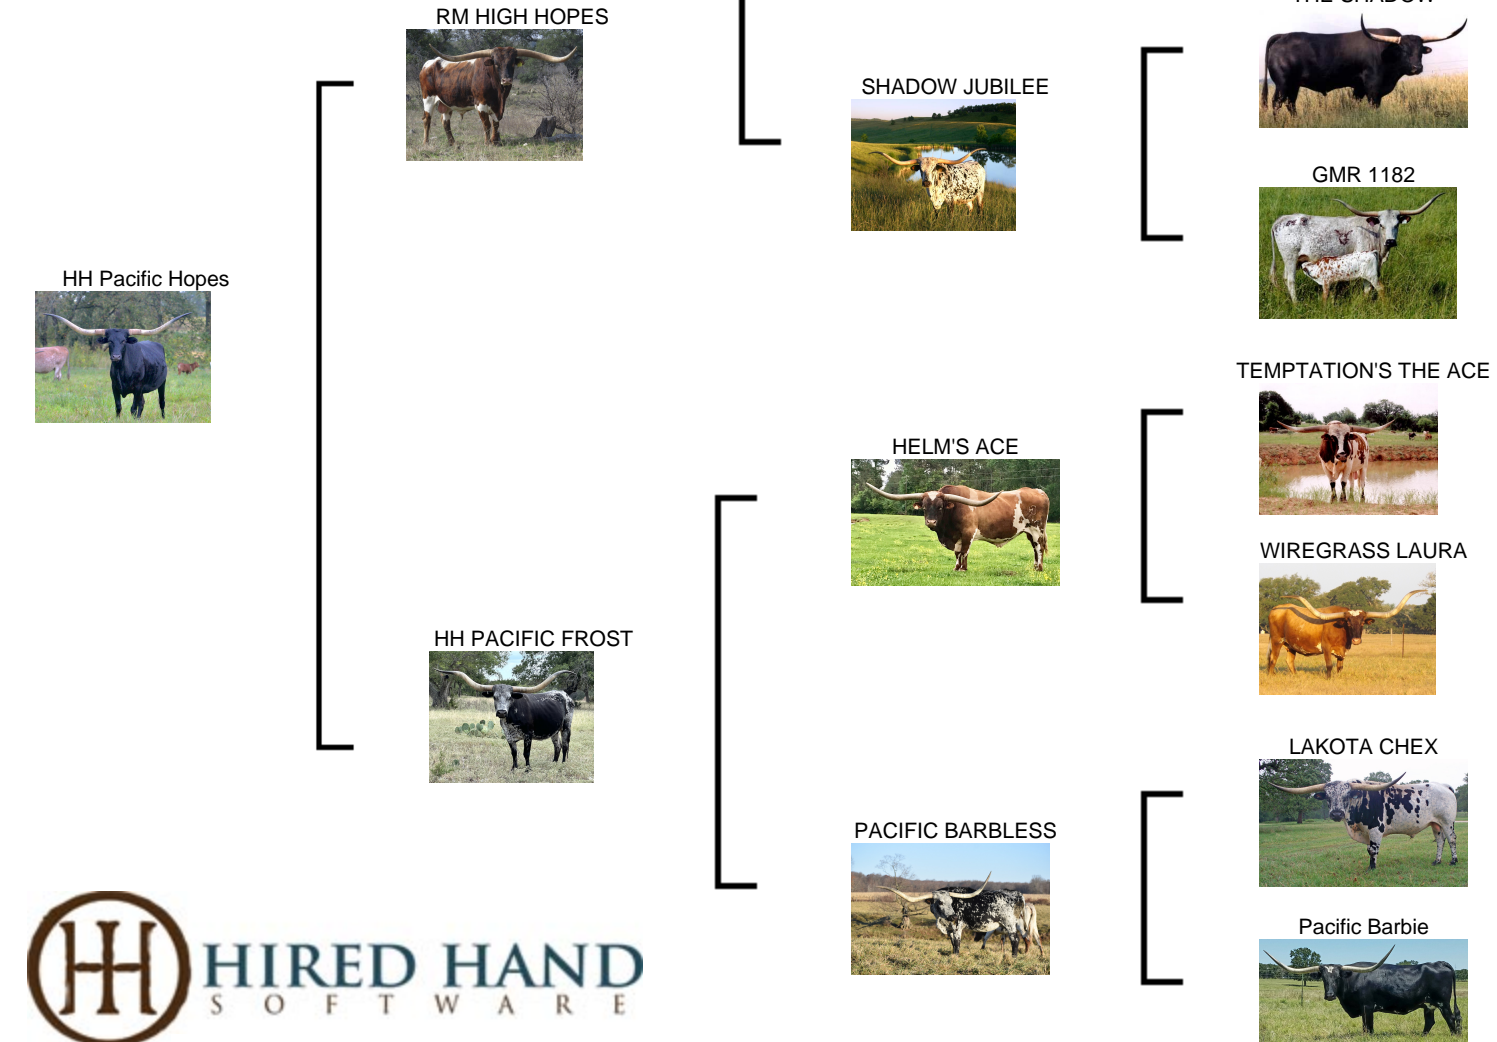 RM HIGH HOPES
SHADOW JUBILEE
GMR 1182
HH Pacific Hopes
TEMPTATION'S THE ACE
HELM'S ACE
WIREGRASS LAURA
HH PACIFIC FROST
LAKOTA CHEX
PACIFIC BARBLESS
Pacific Barbie
HH HIRED HAND
SOFTWARE